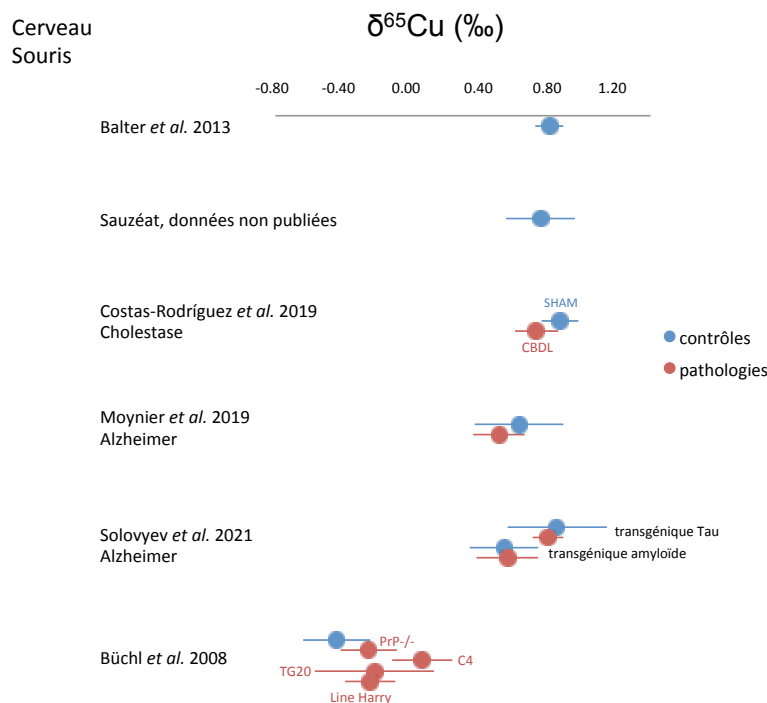 Cerveau
Souris
δ⁶⁵Cu (‰)
-0.80 -0.40 0.00 0.40 0.80 1.20
Balter et al. 2013
Sauzéat, données non publiées
Costas-Rodríguez et al. 2019
Cholestase
SHAM
CBDL
contrôles
pathologies
Moynier et al. 2019
Alzheimer
Solovyev et al. 2021
Alzheimer
transgénique Tau
transgénique amyloïde
Büchl et al. 2008
PrP-/-
C4
TG20
Line Harry